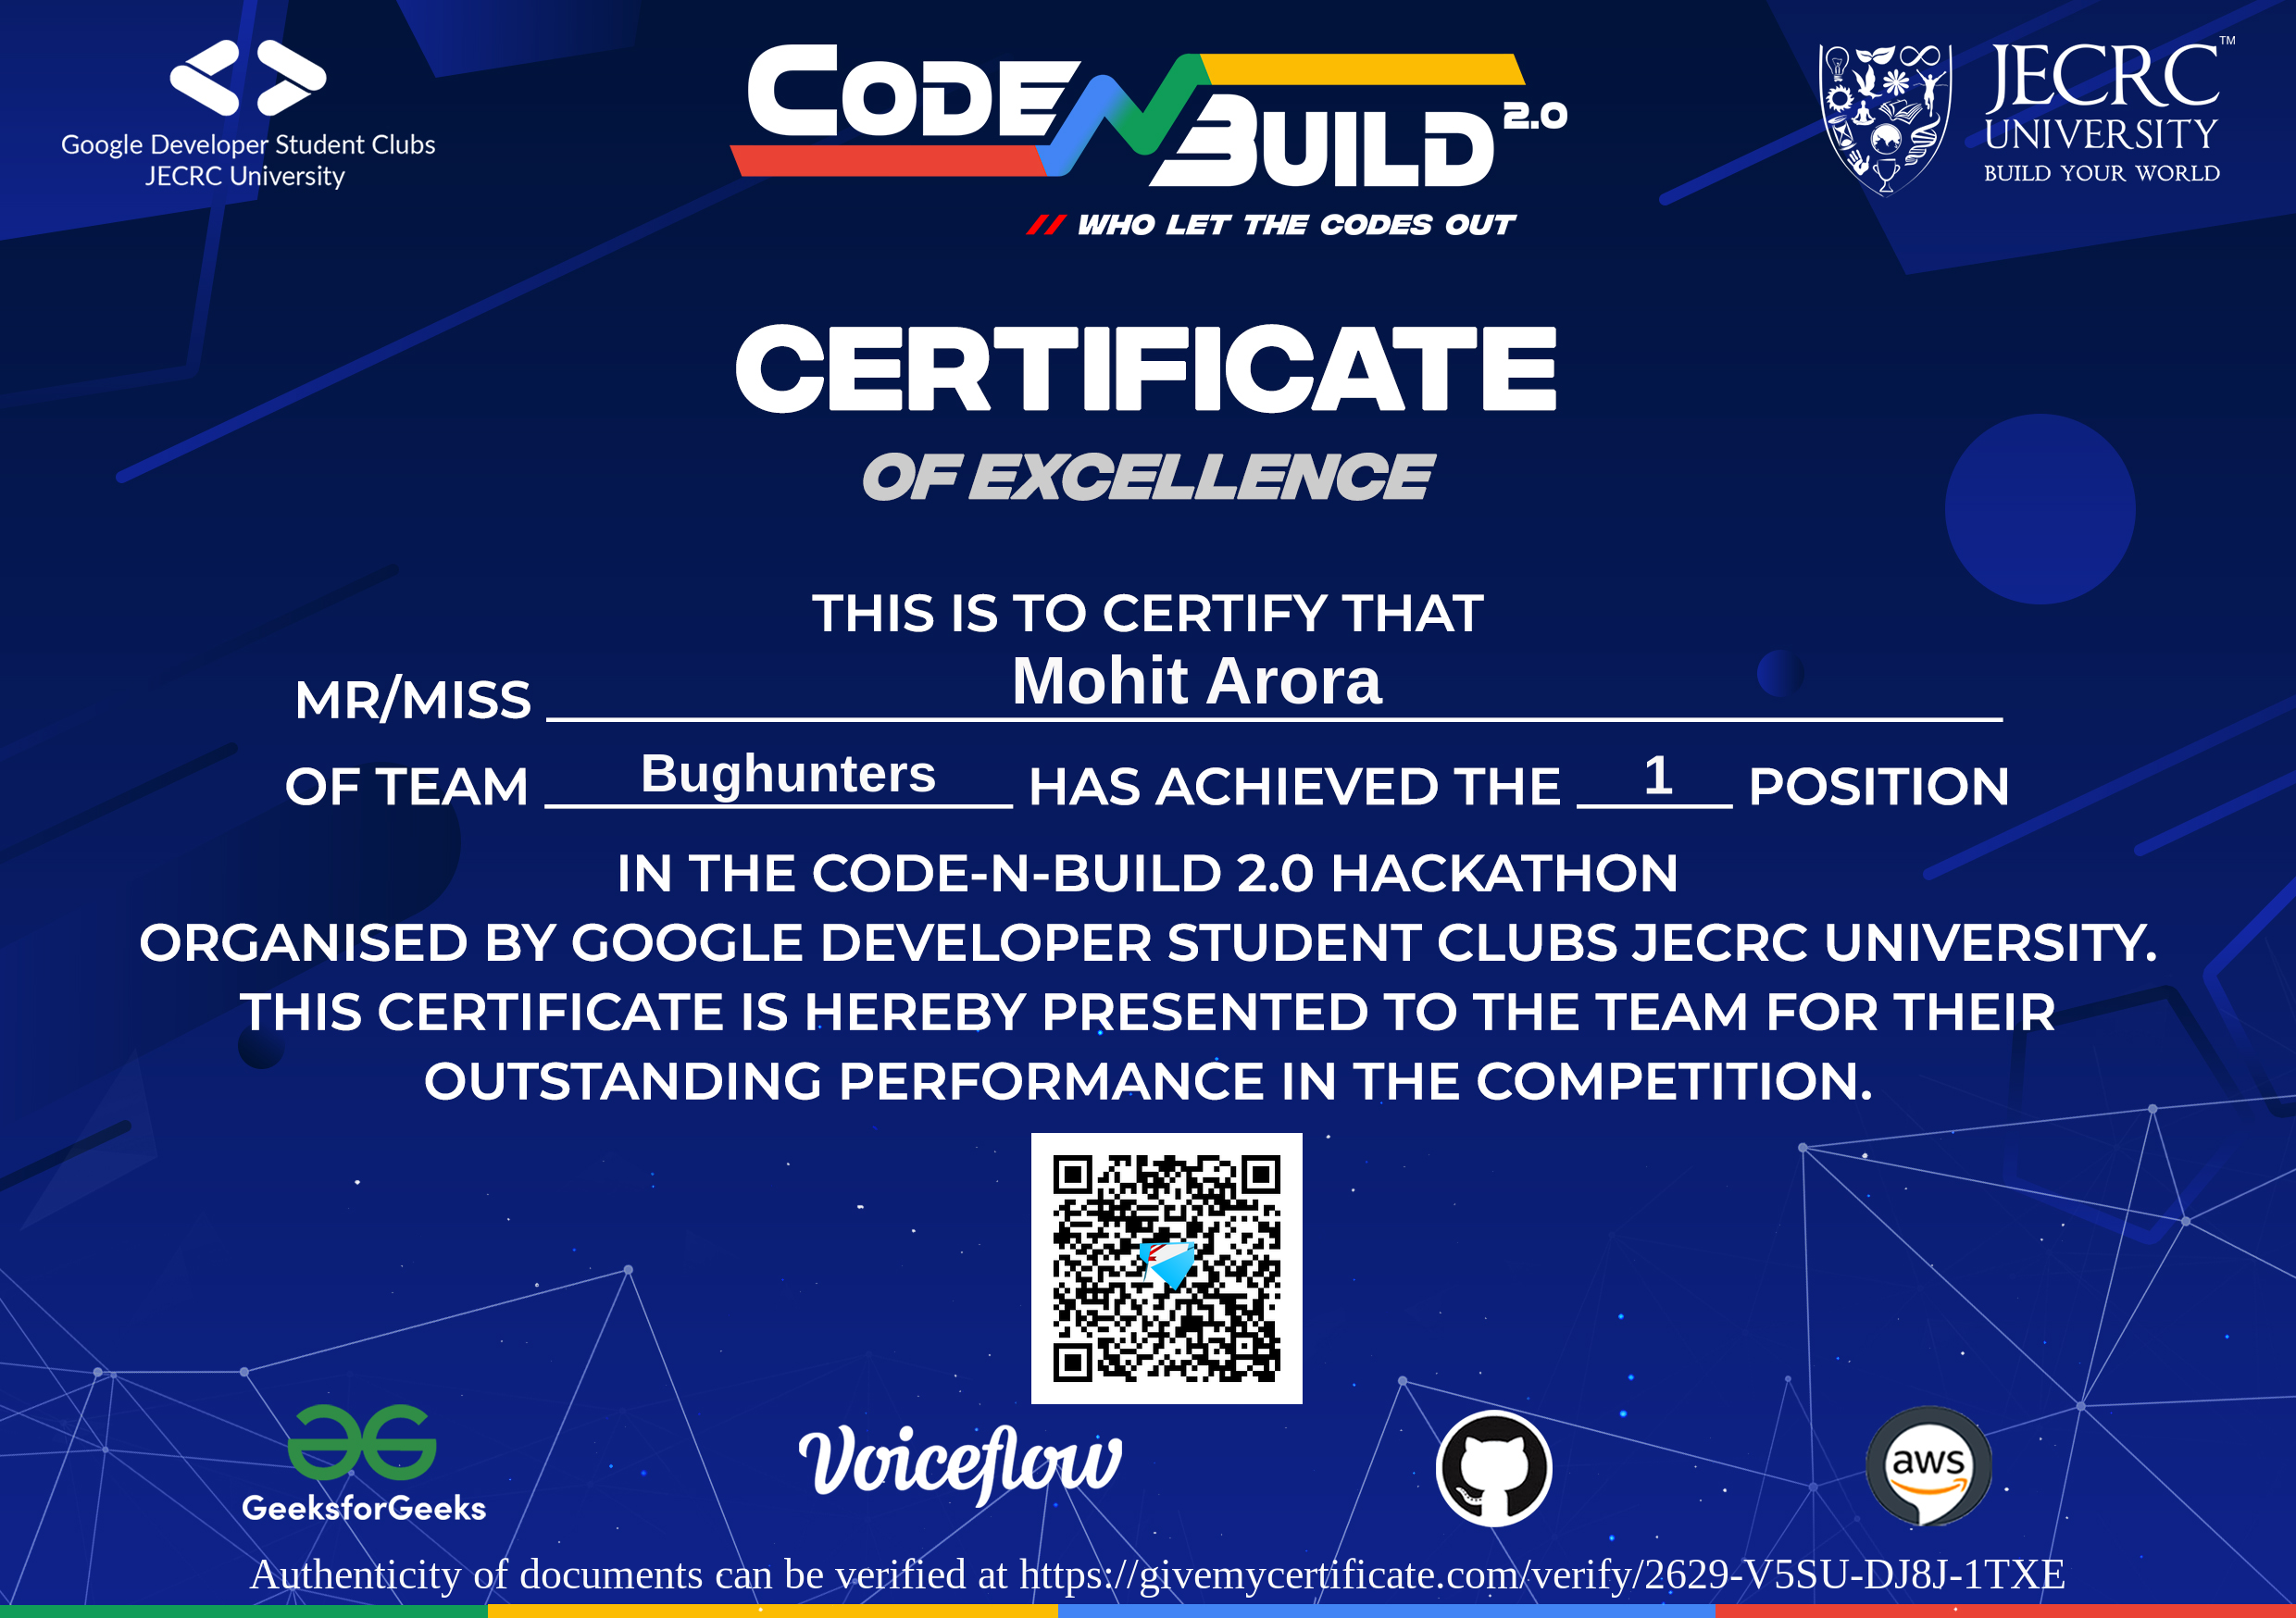 Google Developer Student Clubs
JECRC University
CODE N BUILD 2.0
// WHO LET THE CODES OUT
JECRC™
UNIVERSITY
BUILD YOUR WORLD
CERTIFICATE
OF EXCELLENCE
THIS IS TO CERTIFY THAT
MR/MISS Mohit Arora
OF TEAM Bughunters HAS ACHIEVED THE 1 POSITION
IN THE CODE-N-BUILD 2.0 HACKATHON
ORGANISED BY GOOGLE DEVELOPER STUDENT CLUBS JECRC UNIVERSITY.
THIS CERTIFICATE IS HEREBY PRESENTED TO THE TEAM FOR THEIR
OUTSTANDING PERFORMANCE IN THE COMPETITION.
GeeksforGeeks
Voiceflow
aws
Authenticity of documents can be verified at https://givemycertificate.com/verify/2629-V5SU-DJ8J-1TXE